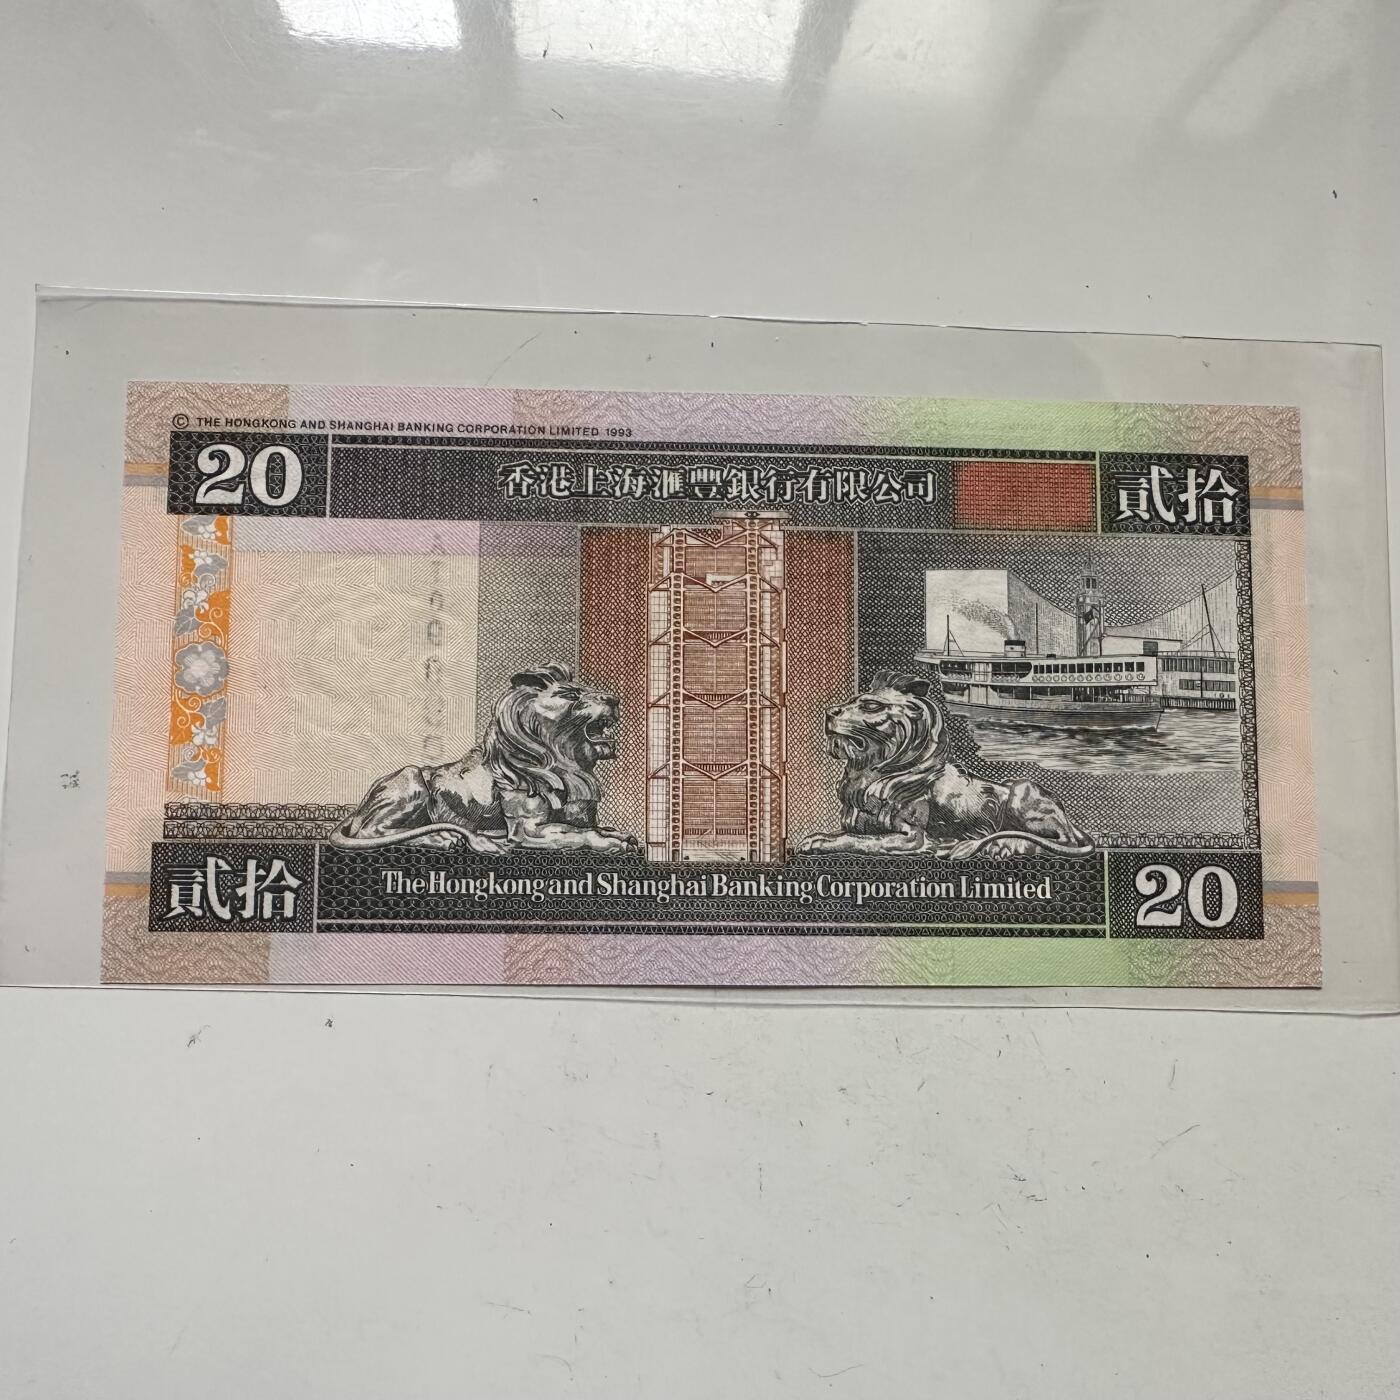 © THE HONGKONG AND SHANGHAI BANKING CORPORATION LIMITED 1993
20
香港上海滙豐銀行有限公司
貳拾
貳拾
The Hongkong and Shanghai Banking Corporation Limited
20